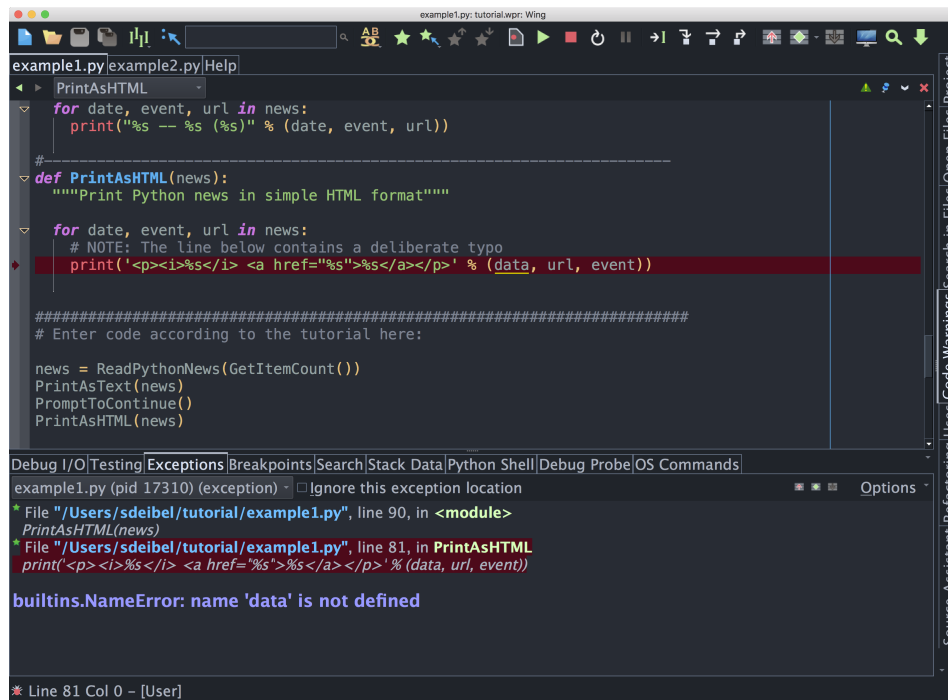 example1.py: tutorial.wpr: Wing
example1.py example2.py Help
PrintAsHTML
for date, event, url in news:
print("%s -- %s (%s)" % (date, event, url))
#------------------------------------------------------------------------
def PrintAsHTML(news):
"""Print Python news in simple HTML format"""
for date, event, url in news:
# NOTE: The line below contains a deliberate typo
print('<p><i>%s</i> <a href="%s">%s</a></p>' % (data, url, event))
##########################################################################
# Enter code according to the tutorial here:
news = ReadPythonNews(GetItemCount())
PrintAsText(news)
PromptToContinue()
PrintAsHTML(news)
Code Warnings
Debug I/O Testing Exceptions Breakpoints Search Stack Data Python Shell Debug Probe OS Commands
example1.py (pid 17310) (exception) Ignore this exception location Options
File "/Users/sdeibel/tutorial/example1.py", line 90, in <module>
PrintAsHTML(news)
File "/Users/sdeibel/tutorial/example1.py", line 81, in PrintAsHTML
print('<p><i>%s</i> <a href="%s">%s</a></p>' % (data, url, event))
builtins.NameError: name 'data' is not defined
Line 81 Col 0 – [User]